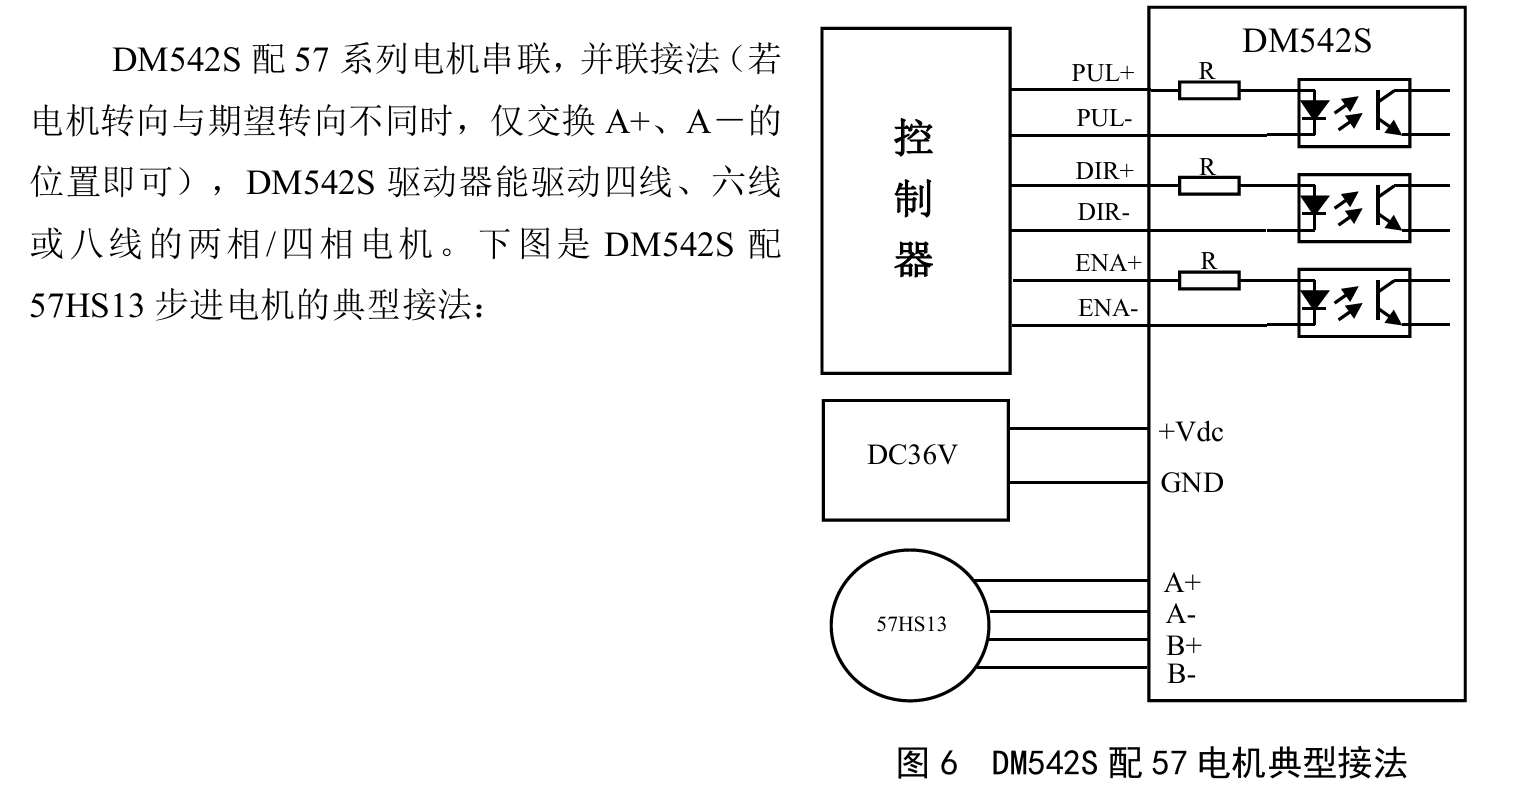 DM542S 配 57 系列电机串联，并联接法（若
电机转向与期望转向不同时，仅交换 A+、A－的
位置即可），DM542S 驱动器能驱动四线、六线
或八线的两相/四相电机。下图是 DM542S 配
57HS13 步进电机的典型接法：
DM542S
控
制
器
PUL+
R
PUL-
DIR+
R
DIR-
ENA+
R
ENA-
DC36V
+Vdc
GND
57HS13
A+
A-
B+
B-
图 6 DM542S 配 57 电机典型接法